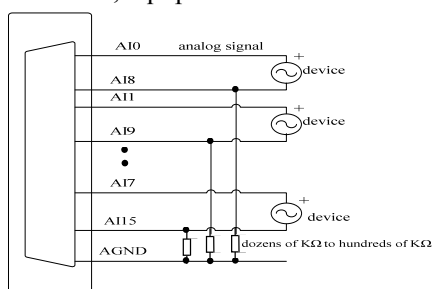 AI0 analog signal
device
AI8
AI1
device
AI9
AI7
device
AI15
dozens of KΩ to hundreds of KΩ
AGND